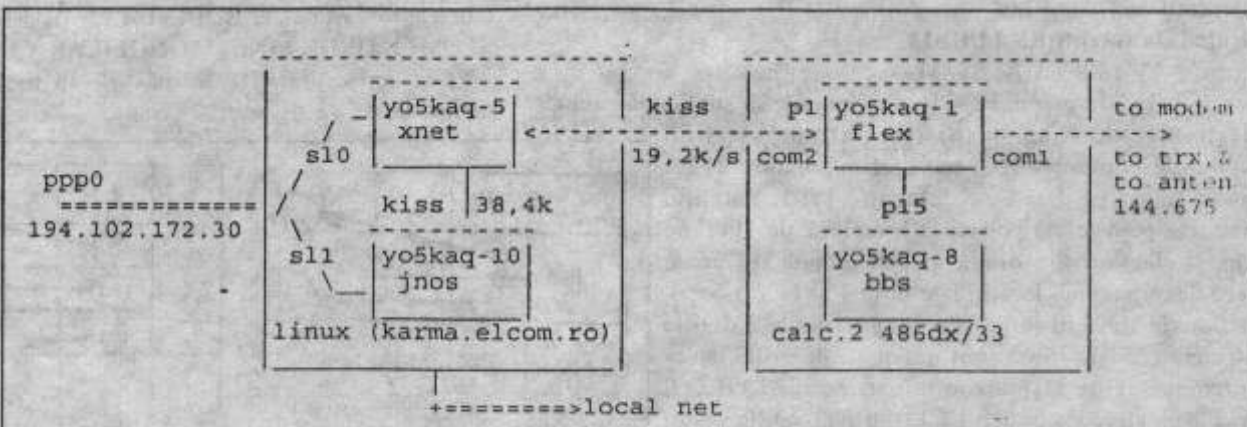 yo5kaq-5 kiss p1 yo5kaq-1 to modem
xnet flex
sl0 19,2k/s com2 com1 to trx,&
ppp0 to anten
kiss 38,4k p15 144.675
194.102.172.30
sl1 yo5kaq-10 yo5kaq-8
jnos bbs
linux (karma.elcom.ro) calc.2 486dx/33
+========>local net